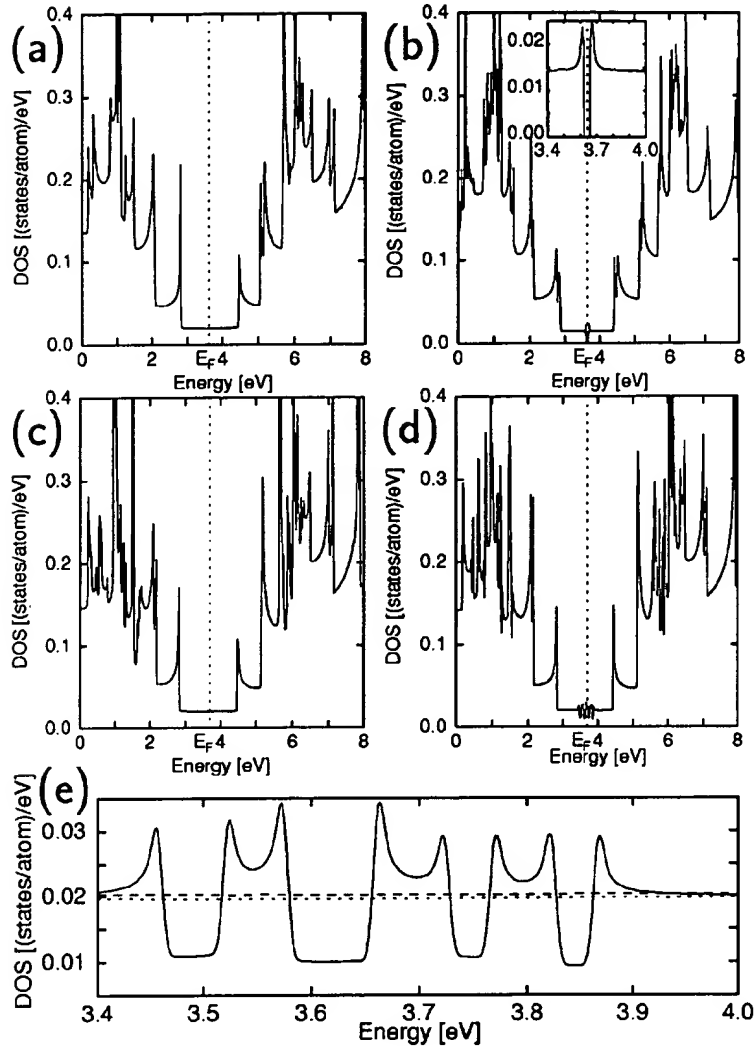 (a)
DOS [(states/atom)/eV]
0.4
0.3
0.2
0.1
0.0
0 2 E_F 4 6 8
Energy [eV]
(b)
DOS [(states/atom)/eV]
0.4
0.3
0.2
0.1
0.0
0.02
0.01
0.00
3.4 3.7 4.0
0 2 E_F 4 6 8
Energy [eV]
(c)
DOS [(states/atom)/eV]
0.4
0.3
0.2
0.1
0.0
0 2 E_F 4 6 8
Energy [eV]
(d)
DOS [(states/atom)/eV]
0.4
0.3
0.2
0.1
0.0
0 2 E_F 4 6 8
Energy [eV]
(e)
DOS [(states/atom)/eV]
0.03
0.02
0.01
3.4 3.5 3.6 3.7 3.8 3.9 4.0
Energy [eV]